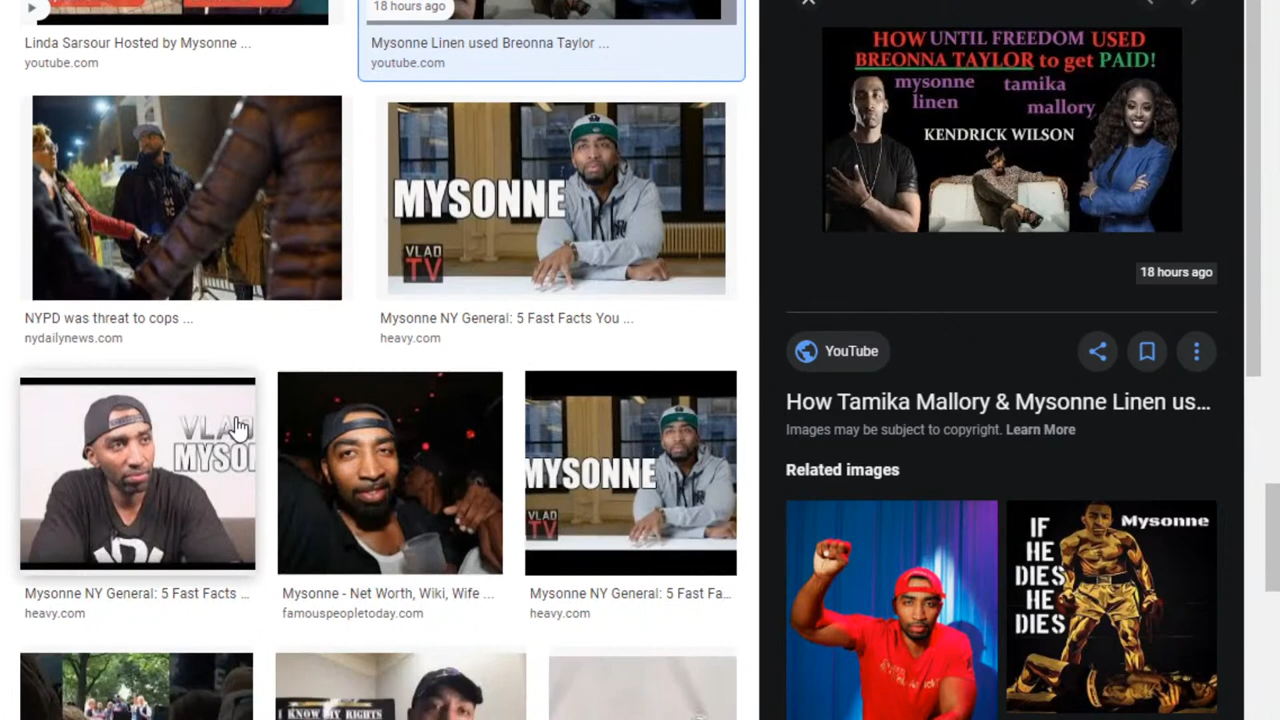 18 hours ago
Linda Sarsour Hosted by Mysonne ...
youtube.com
Mysonne Linen used Breonna Taylor ...
youtube.com
MYSONNE
VLAD
TV
NYPD was threat to cops ...
nydailynews.com
Mysonne NY General: 5 Fast Facts You ...
heavy.com
VLAD
MYSON
MYSONNE
VLAD
TV
Mysonne NY General: 5 Fast Facts ...
heavy.com
Mysonne - Net Worth, Wiki, Wife ...
famouspeopletoday.com
Mysonne NY General: 5 Fast Fa...
heavy.com
KNOW MY RIGHTS
HOW UNTIL FREEDOM USED
BREONNA TAYLOR to get PAID!
mysonne
linen
tamika
mallory
KENDRICK WILSON
18 hours ago
YouTube
How Tamika Mallory & Mysonne Linen us...
Images may be subject to copyright. Learn More
Related images
IF
HE
DIES
HE
DIES
Mysonne